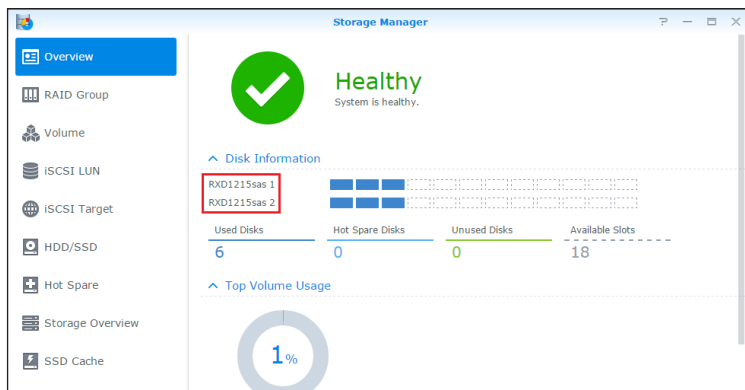 Storage Manager
Overview
RAID Group
Volume
iSCSI LUN
iSCSI Target
HDD/SSD
Hot Spare
Storage Overview
SSD Cache
Healthy
System is healthy.
Disk Information
RXD1215sas 1
RXD1215sas 2
Used Disks Hot Spare Disks Unused Disks Available Slots
6 0 0 18
Top Volume Usage
1%